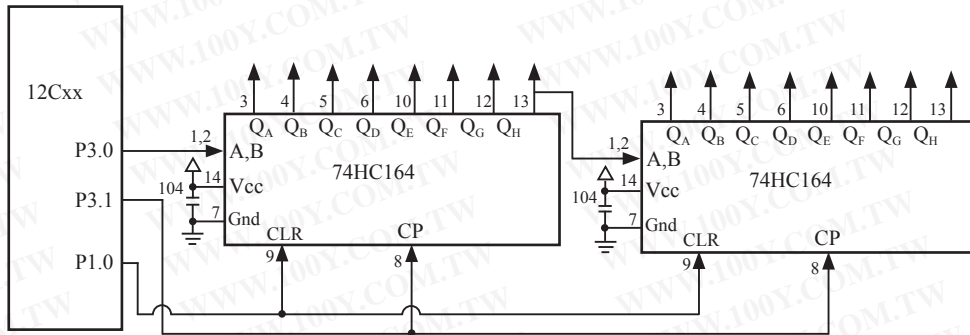 12Cxx
P3.0
P3.1
P1.0
3 4 5 6 10 11 12 13
QA QB QC QD QE QF QG QH
1,2 A,B
74HC164
14 Vcc
104
7 Gnd
CLR CP
9 8
3 4 5 6 10 11 12 13
QA QB QC QD QE QF QG QH
1,2 A,B
74HC164
14 Vcc
104
7 Gnd
CLR CP
9 8
WWW.100Y.COM.TW